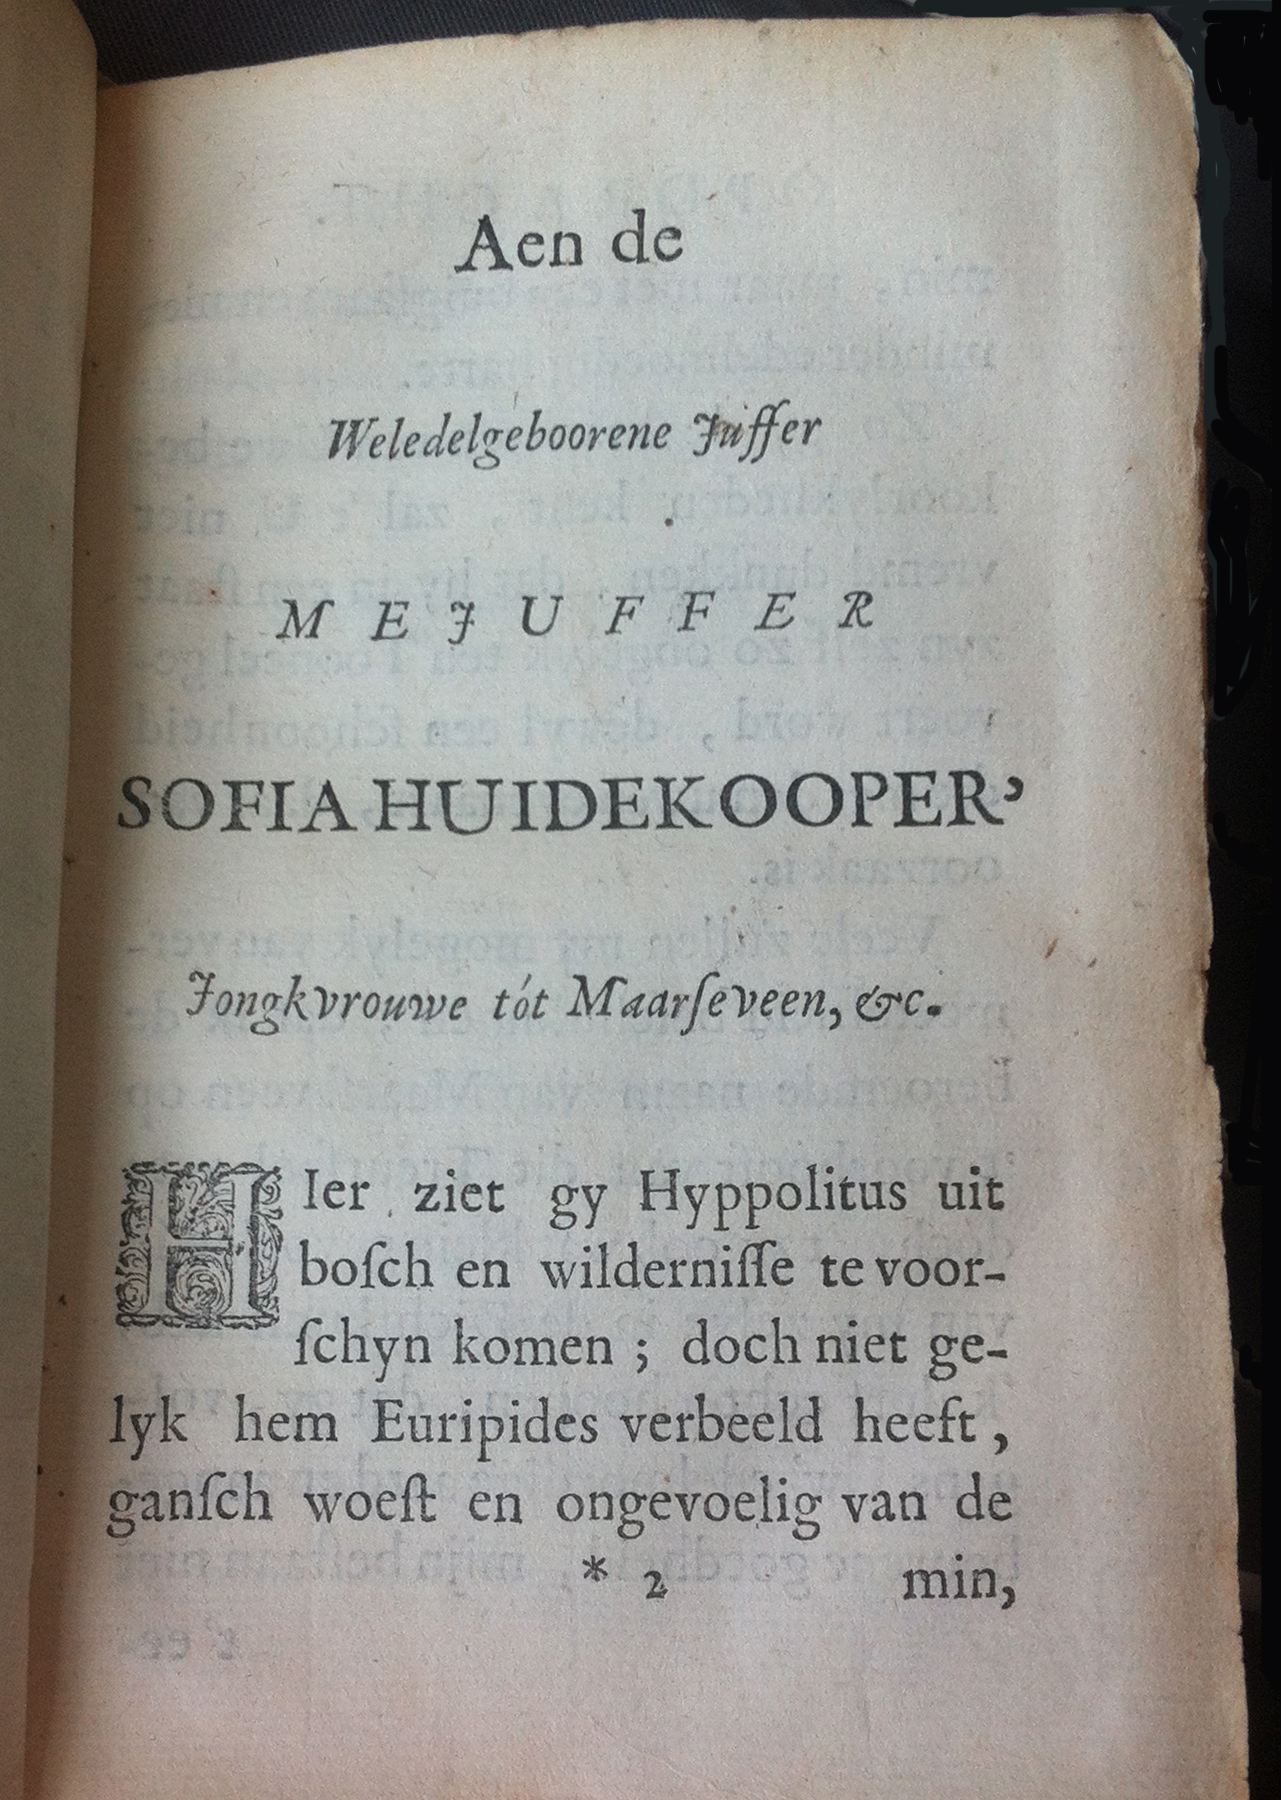 Aen de
Weledelgeboorene Juffer
MEJUFFER
SOFIA HUIDEKOOPER,
Jongkvrouwe tót Maarſeveen, &c.
HIer ziet gy Hyppolitus uit
boſch en wilderniſſe te voor-
ſchyn komen ; doch niet ge-
lyk hem Euripides verbeeld heeft,
ganſch woeſt en ongevoelig van de
* 2 min,